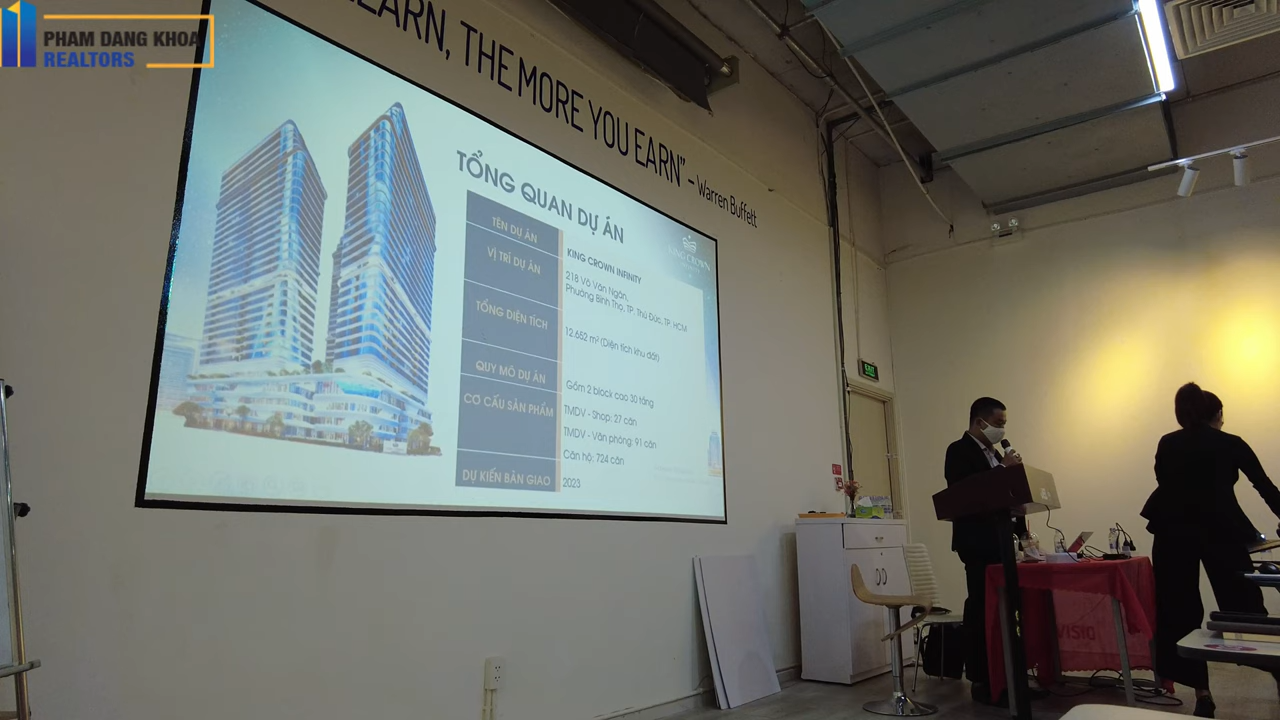 PHAM DANG KHOA
REALTORS
EARN, THE MORE YOU EARN" - Warren Buffett
TỔNG QUAN DỰ ÁN
KING CROWN
TÊN DỰ ÁN
KING CROWN INFINITY
VỊ TRÍ DỰ ÁN
218 Võ Văn Ngân,
Phường Bình Thọ, TP. Thủ Đức, TP. HCM
TỔNG DIỆN TÍCH
12.652 m² (Diện tích khu đất)
QUY MÔ DỰ ÁN
Gồm 2 block cao 30 tầng
CƠ CẤU SẢN PHẨM
TMDV - Shop: 27 căn
TMDV - Văn phòng: 91 căn
Căn hộ: 724 căn
DỰ KIẾN BÀN GIAO
2023
EXIT
VISIO